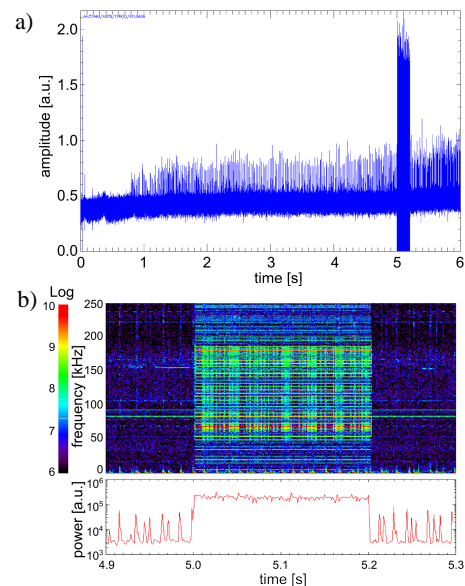 a)
2.0
1.5
1.0
0.5
0.0
amplitude [a.u.]
0 1 2 3 4 5 6
time [s]
b)
Log
10
9
8
7
6
250
200
150
100
50
0
frequency [kHz]
10⁶
10⁵
10⁴
10³
power [a.u.]
4.9 5.0 5.1 5.2 5.3
time [s]